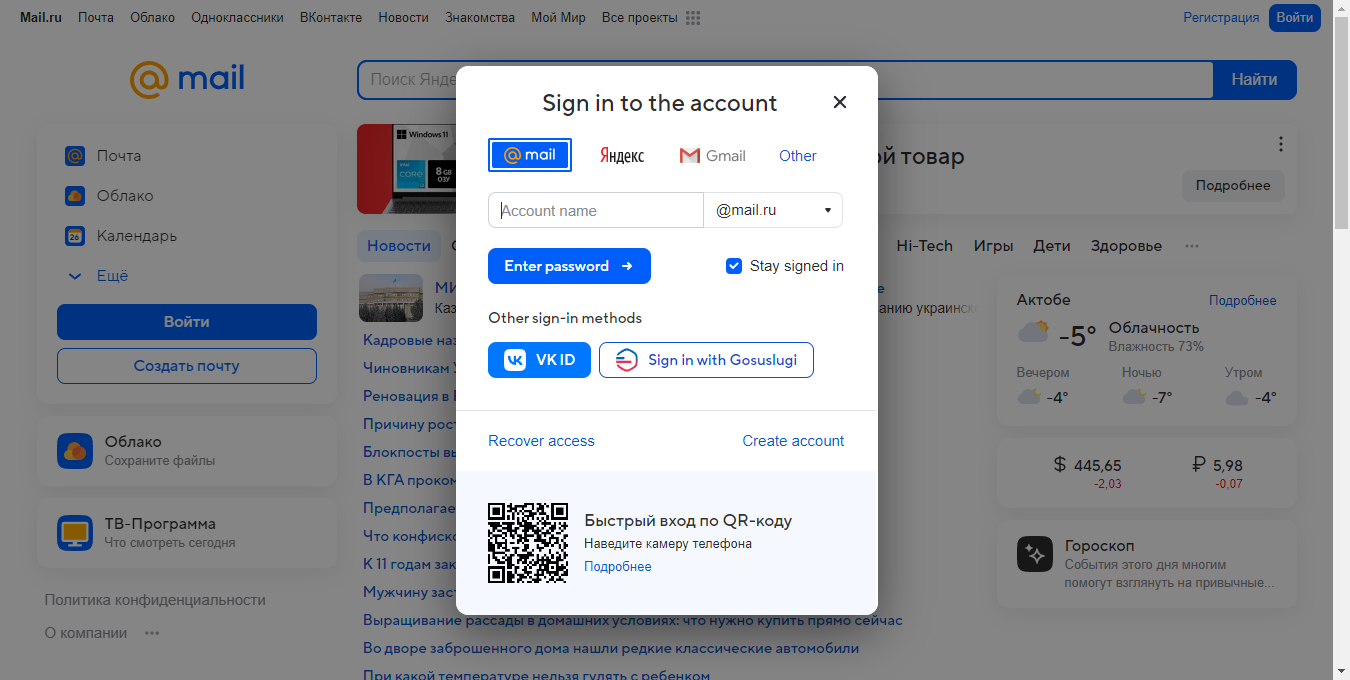 Mail.ru Почта Облако Одноклассники ВКонтакте Новости Знакомства Мой Мир Все проекты Регистрация Войти
mail
Поиск Яндe
Найти
Почта
Облако
26 Календарь
Ещё
Войти
Создать почту
Облако
Сохраните файлы
ТВ-Программа
Что смотреть сегодня
Политика конфиденциальности
О компании
Windows 11
intel CORE
8 GB ОЗУ
ой товар
Подробнее
Новости
Hi-Tech Игры Дети Здоровье
МИ
Каз
анию украинск
Кадровые наз
Чиновникам У
Реновация в
Причину рост
Блокпосты вы
В КГА проком
Предполагае
Что конфиско
К 11 годам зак
Мужчину заст
Выращивание рассады в домашних условиях: что нужно купить прямо сейчас
Во дворе заброшенного дома нашли редкие классические автомобили
При какой температуре нельзя гулять с ребенком
Sign in to the account
mail Яндекс Gmail Other
Account name @mail.ru
Enter password Stay signed in
Other sign-in methods
VK ID Sign in with Gosuslugi
Recover access Create account
Быстрый вход по QR-коду
Наведите камеру телефона
Подробнее
Актобе Подробнее
-5° Облачность
Влажность 73%
Вечером Ночью Утром
-4° -7° -4°
$ 445,65 ₽ 5,98
-2,03 -0,07
Гороскоп
События этого дня многим
помогут взглянуть на привычные...